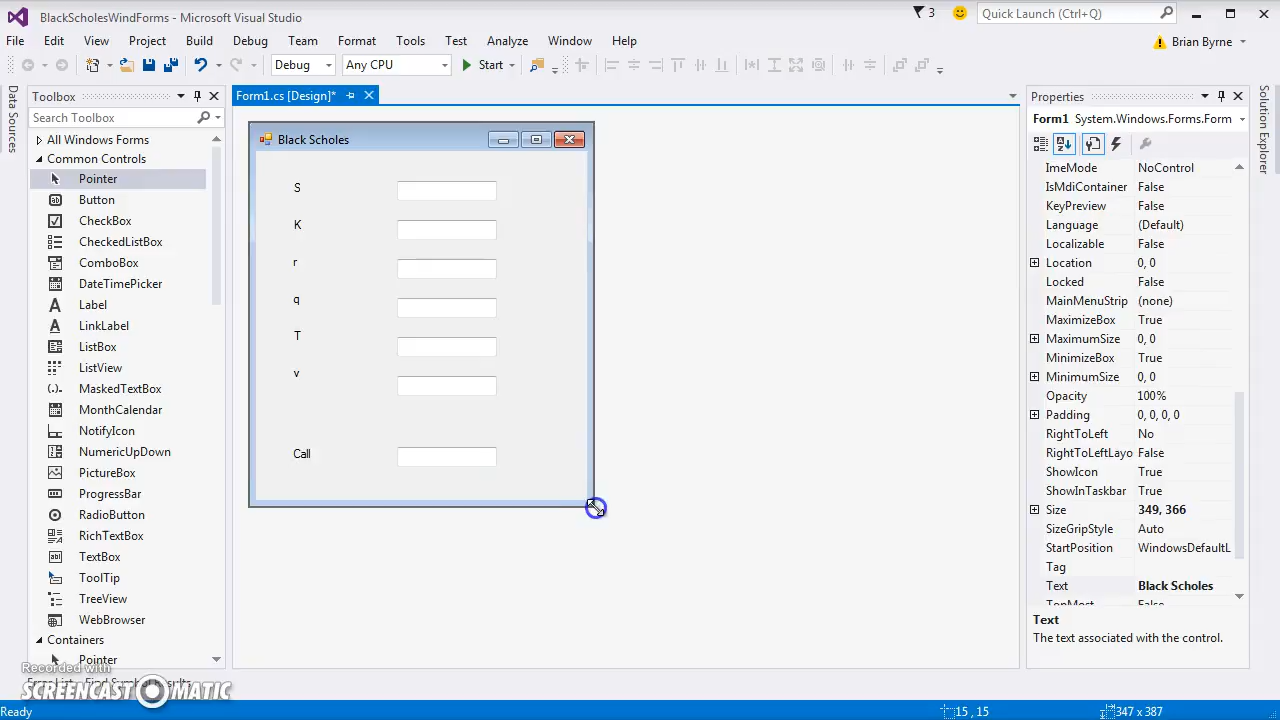 BlackScholesWindForms - Microsoft Visual Studio
3
Quick Launch (Ctrl+Q)
File Edit View Project Build Debug Team Format Tools Test Analyze Window Help
Brian Byrne
Debug Any CPU Start
Data Sources
Toolbox
Search Toolbox
All Windows Forms
Common Controls
Pointer
Button
CheckBox
CheckedListBox
ComboBox
DateTimePicker
Label
LinkLabel
ListBox
ListView
MaskedTextBox
MonthCalendar
NotifyIcon
NumericUpDown
PictureBox
ProgressBar
RadioButton
RichTextBox
TextBox
ToolTip
TreeView
WebBrowser
Containers
Pointer
Form1.cs [Design]*
Black Scholes
S
K
r
q
T
v
Call
Properties
Form1 System.Windows.Forms.Form
ImeMode NoControl
IsMdiContainer False
KeyPreview False
Language (Default)
Localizable False
Location 0, 0
Locked False
MainMenuStrip (none)
MaximizeBox True
MaximumSize 0, 0
MinimizeBox True
MinimumSize 0, 0
Opacity 100%
Padding 0, 0, 0, 0
RightToLeft No
RightToLeftLayo False
ShowIcon True
ShowInTaskbar True
Size 349, 366
SizeGripStyle Auto
StartPosition WindowsDefaultL
Tag
Text Black Scholes
TopMost False
Text
The text associated with the control.
Solution Explorer
Recorded with
SCREENCAST MATIC
Ready
15 , 15
347 x 387